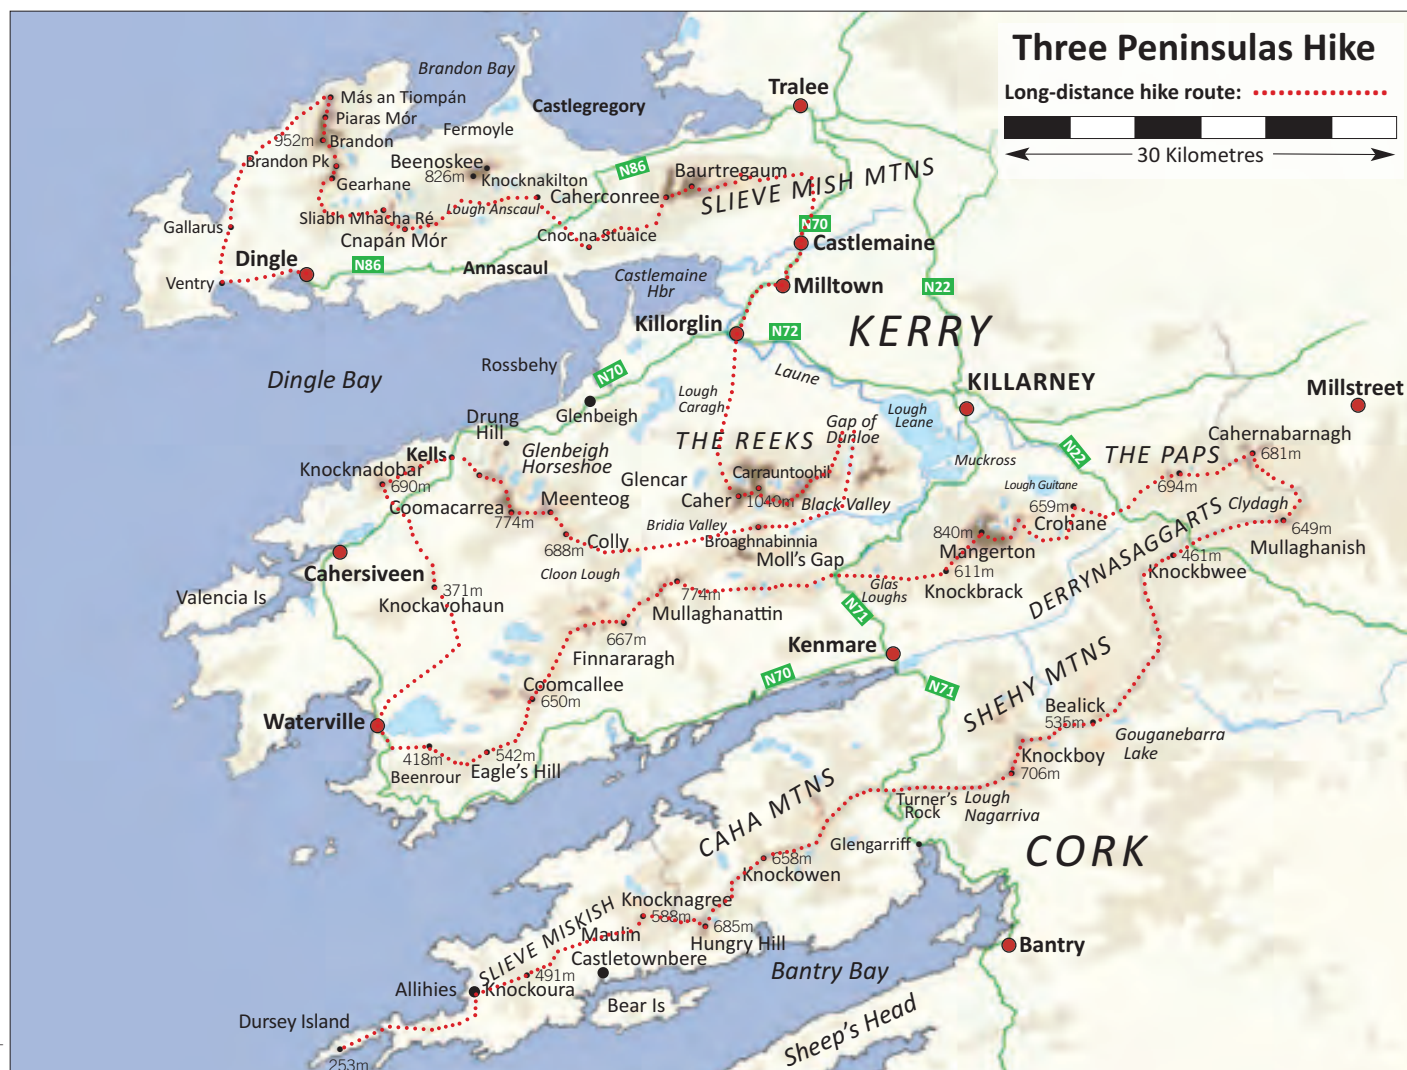 Three Peninsulas Hike
Long-distance hike route:
30 Kilometres
Brandon Bay
Tralee
Más an Tiompán
Castlegregory
Piaras Mór
Fermoyle
952m
Brandon
Brandon Pk
Beenoskee
826m
Knocknakilton
N86
Baurtregaum
SLIEVE MISH MTNS
Gearhane
Caherconree
Lough Anscaul
Sliabh Mhacha Ré
Gallarus
Cnapán Mór
Cnoc na Stuaice
N70
Castlemaine
Dingle
N86
Annascaul
Castlemaine
Hbr
Ventry
Milltown
N22
Killorglin
N72
KERRY
Dingle Bay
Rossbehy
N70
Laune
KILLARNEY
Millstreet
Lough
Caragh
Glenbeigh
Lough
Leane
Drung
Hill
Gap of
Dunloe
THE REEKS
Cahernabarnagh
681m
Kells
Glenbeigh
Horseshoe
N22
THE PAPS
Muckross
Knocknadobar
690m
Glencar
Carrauntoohil
1040m
Lough Guitane
694m
Coomacarrea
774m
Meenteog
Caher
Black Valley
659m
Crohane
Clydagh
649m
Mullaghanish
Bridia Valley
840m
Mangerton
688m
Colly
Broaghnabinnia
Moll's Gap
DERRYNASAGGARTS
461m
Knockbwee
Cahersiveen
Cloon Lough
611m
Knockbrack
Glas
Loughs
Valencia Is
371m
Knockavohaun
774m
Mullaghanattin
N71
667m
Finnararagh
Kenmare
N70
N71
SHEHY MTNS
Coomcallee
650m
Waterville
Bealick
535m
Gouganebarra
Lake
418m
Beenrour
542m
Eagle's Hill
Knockboy
706m
CAHA MTNS
Turner's
Rock
Lough
Nagarriva
Glengarriff
CORK
658m
Knockowen
Knocknagree
588m
685m
Hungry Hill
SLIEVE MISKISH
Maulin
Bantry
Castletownbere
Bantry Bay
491m
Knockoura
Allihies
Bear Is
Dursey Island
Sheep's Head
253m